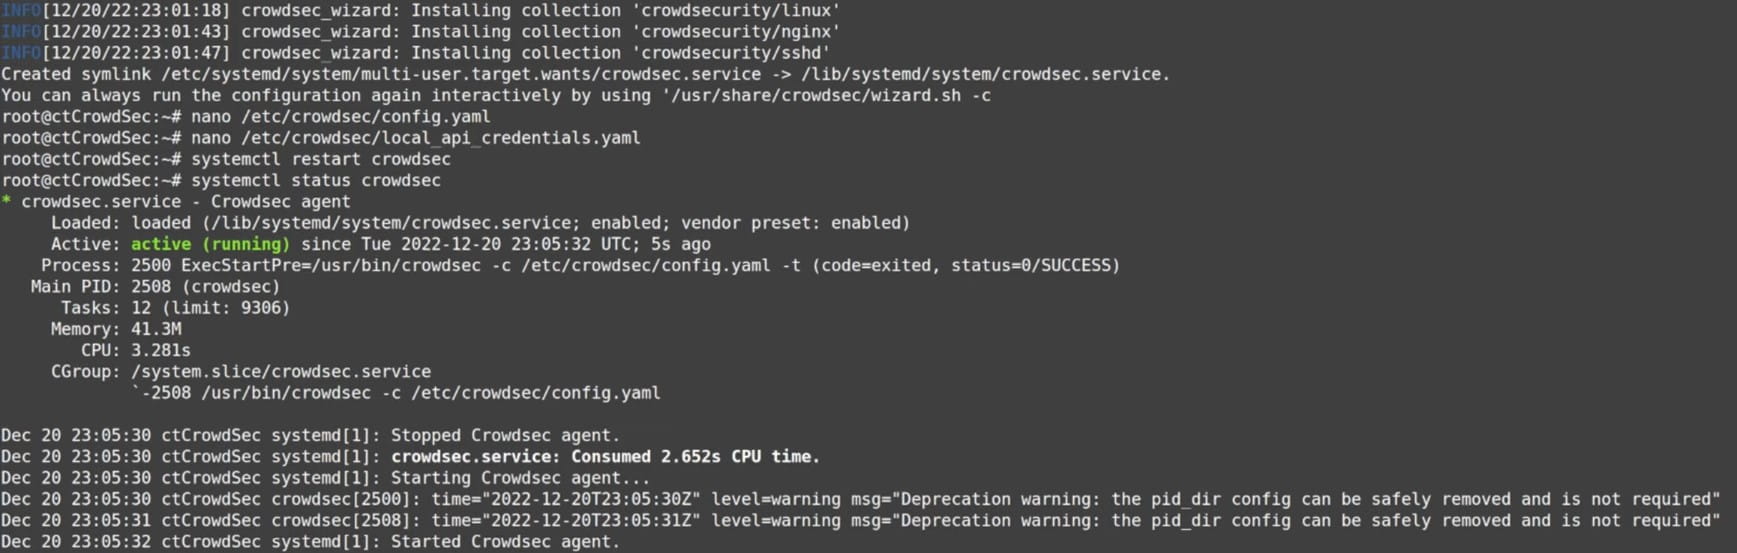 INFO[12/20/22:23:01:18] crowdsec_wizard: Installing collection 'crowdsecurity/linux'
INFO[12/20/22:23:01:43] crowdsec_wizard: Installing collection 'crowdsecurity/nginx'
INFO[12/20/22:23:01:47] crowdsec_wizard: Installing collection 'crowdsecurity/sshd'
Created symlink /etc/systemd/system/multi-user.target.wants/crowdsec.service -> /lib/systemd/system/crowdsec.service.
You can always run the configuration again interactively by using '/usr/share/crowdsec/wizard.sh -c
root@ctCrowdSec:~# nano /etc/crowdsec/config.yaml
root@ctCrowdSec:~# nano /etc/crowdsec/local_api_credentials.yaml
root@ctCrowdSec:~# systemctl restart crowdsec
root@ctCrowdSec:~# systemctl status crowdsec
* crowdsec.service - Crowdsec agent
     Loaded: loaded (/lib/systemd/system/crowdsec.service; enabled; vendor preset: enabled)
     Active: active (running) since Tue 2022-12-20 23:05:32 UTC; 5s ago
    Process: 2500 ExecStartPre=/usr/bin/crowdsec -c /etc/crowdsec/config.yaml -t (code=exited, status=0/SUCCESS)
   Main PID: 2508 (crowdsec)
      Tasks: 12 (limit: 9306)
     Memory: 41.3M
        CPU: 3.281s
     CGroup: /system.slice/crowdsec.service
             `-2508 /usr/bin/crowdsec -c /etc/crowdsec/config.yaml
Dec 20 23:05:30 ctCrowdSec systemd[1]: Stopped Crowdsec agent.
Dec 20 23:05:30 ctCrowdSec systemd[1]: crowdsec.service: Consumed 2.652s CPU time.
Dec 20 23:05:30 ctCrowdSec systemd[1]: Starting Crowdsec agent...
Dec 20 23:05:30 ctCrowdSec crowdsec[2500]: time="2022-12-20T23:05:30Z" level=warning msg="Deprecation warning: the pid_dir config can be safely removed and is not required"
Dec 20 23:05:31 ctCrowdSec crowdsec[2508]: time="2022-12-20T23:05:31Z" level=warning msg="Deprecation warning: the pid_dir config can be safely removed and is not required"
Dec 20 23:05:32 ctCrowdSec systemd[1]: Started Crowdsec agent.